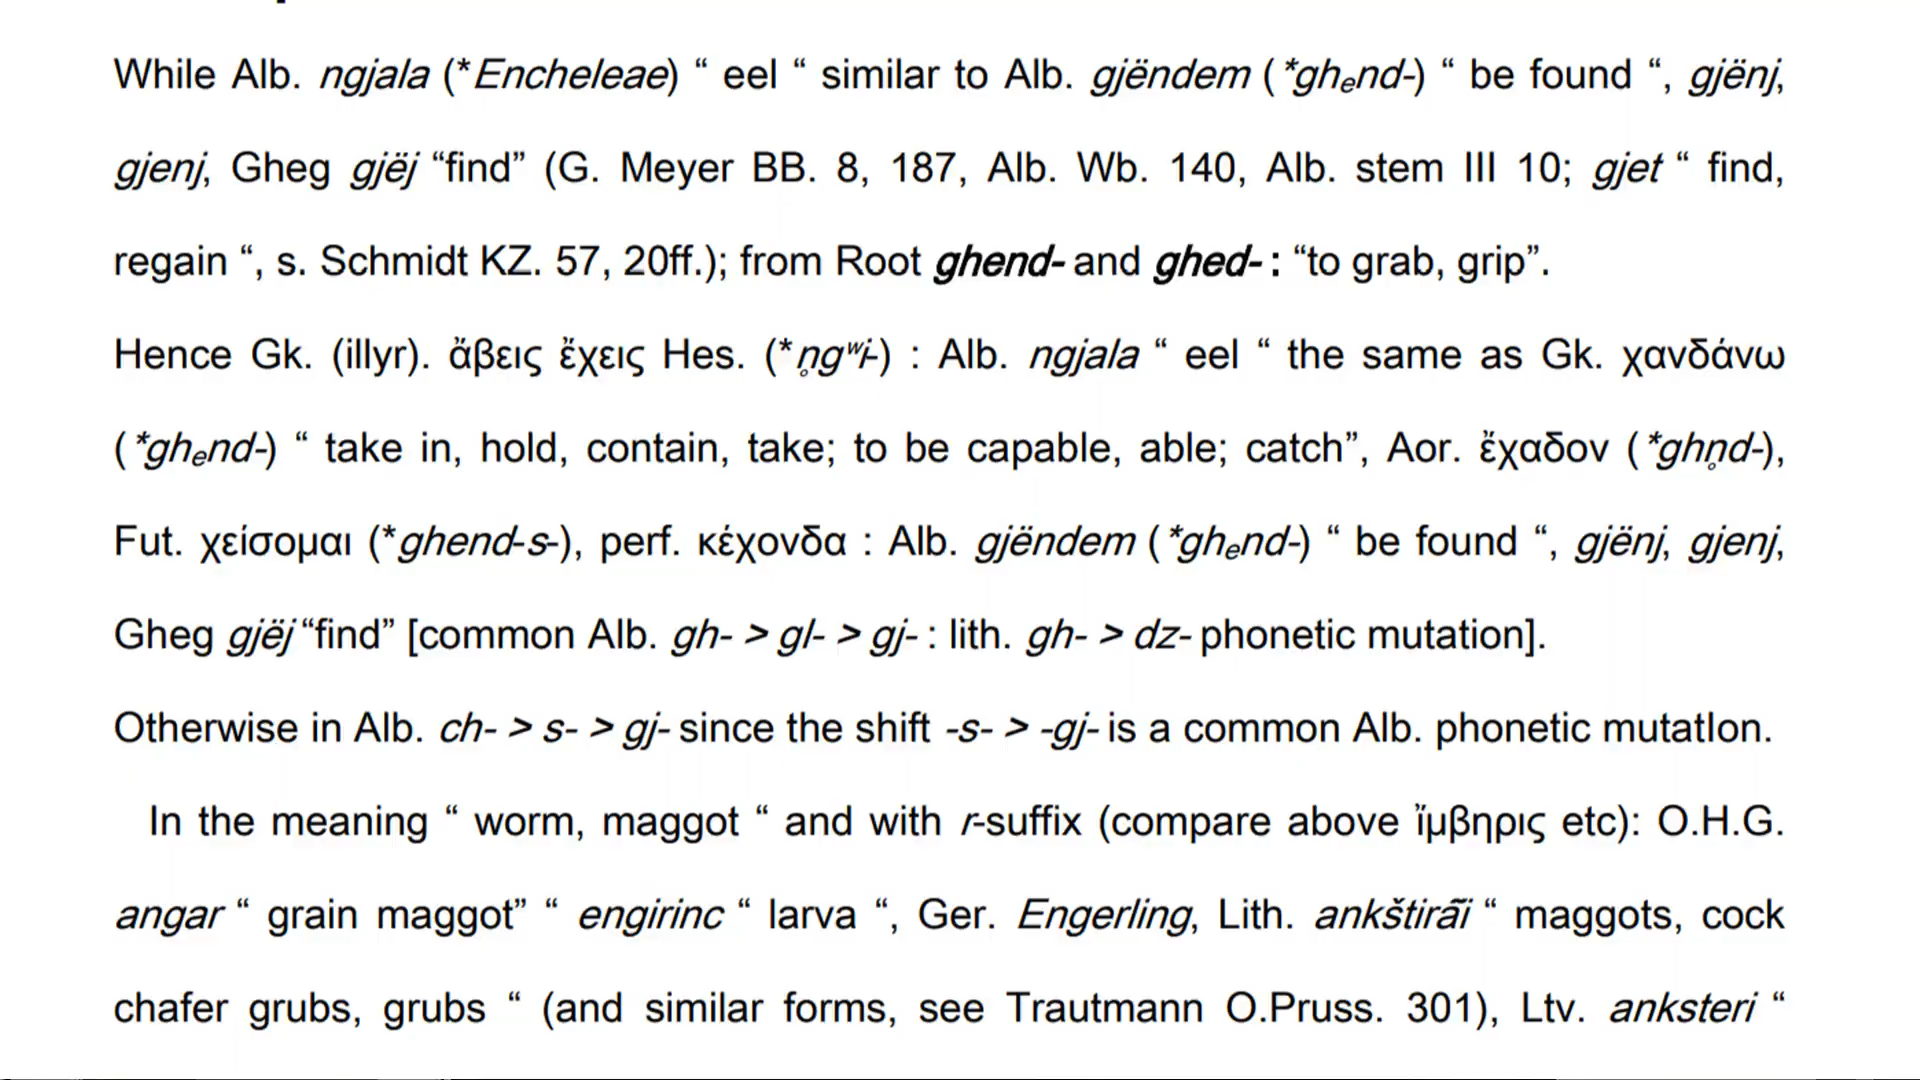 While Alb. ngjala (*Encheleae) “ eel “ similar to Alb. gjëndem ( *ghₑnd-) “ be found “, gjënj,
gjenj, Gheg gjëj “find” (G. Meyer BB. 8, 187, Alb. Wb. 140, Alb. stem III 10; gjet “ find,
regain “, s. Schmidt KZ. 57, 20ff.); from Root ghend- and ghed- : “to grab, grip”.
Hence Gk. (illyr). ἄβεις ἔχεις Hes. (*n̥gʷi-) : Alb. ngjala “ eel “ the same as Gk. χανδάνω
( *ghₑnd-) “ take in, hold, contain, take; to be capable, able; catch”, Aor. ἔχαδον ( *ghn̥d-),
Fut. χείσομαι (*ghend-s-), perf. κέχονδα : Alb. gjëndem ( *ghₑnd-) “ be found “, gjënj, gjenj,
Gheg gjëj “find” [common Alb. gh- > gl- > gj- : lith. gh- > dz- phonetic mutation].
Otherwise in Alb. ch- > s- > gj- since the shift -s- > -gj- is a common Alb. phonetic mutatIon.
In the meaning “ worm, maggot “ and with r-suffix (compare above ἴμβηρις etc): O.H.G.
angar “ grain maggot” “ engirinc “ larva “, Ger. Engerling, Lith. ankštirãĩ “ maggots, cock
chafer grubs, grubs “ (and similar forms, see Trautmann O.Pruss. 301), Ltv. anksteri “